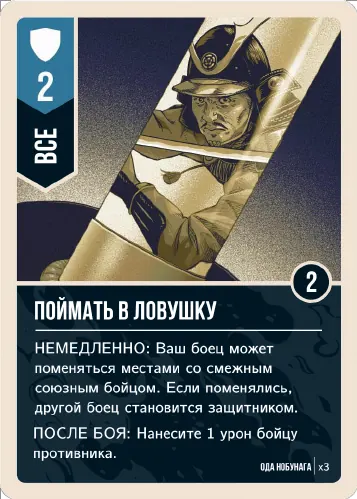 2
ВСЕ
2
ПОЙМАТЬ В ЛОВУШКУ
НЕМЕДЛЕННО: Ваш боец может
поменяться местами со смежным
союзным бойцом. Если поменялись,
другой боец становится защитником.
ПОСЛЕ БОЯ: Нанесите 1 урон бойцу
противника.
ОДА НОБУНАГА | x3